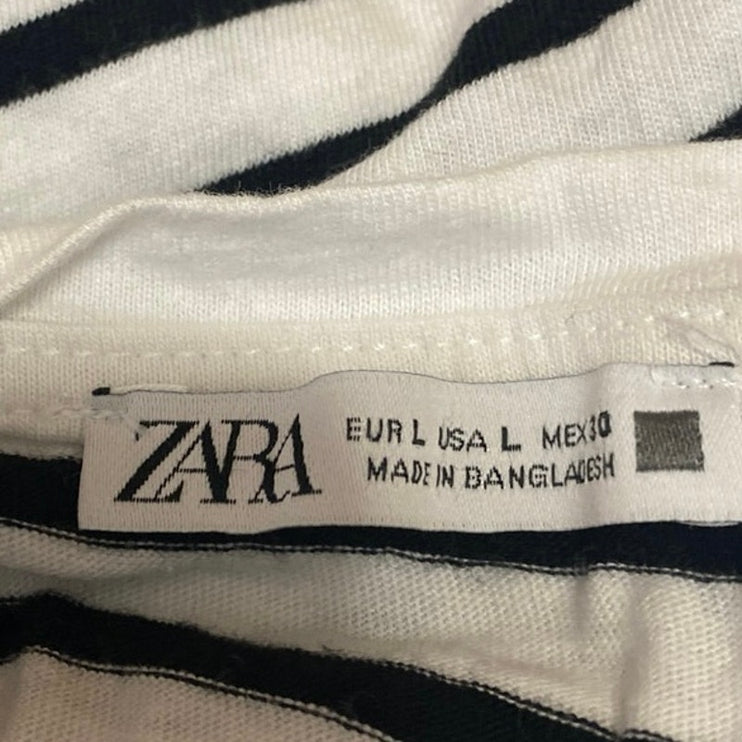 ZARA
EUR L USA L MEX 30
MADE IN BANGLADESH